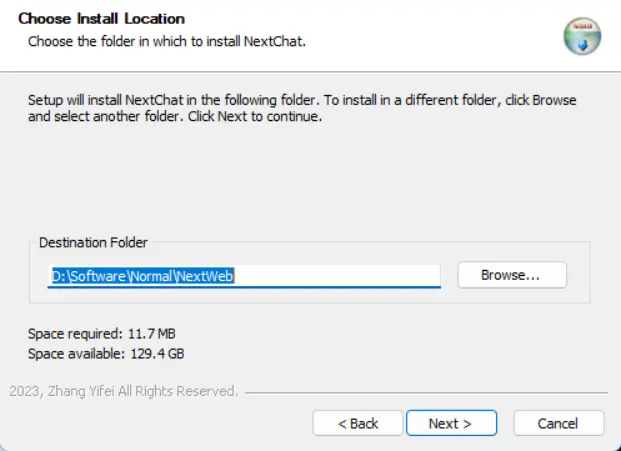 Choose Install Location
Choose the folder in which to install NextChat.
Setup will install NextChat in the following folder. To install in a different folder, click Browse
and select another folder. Click Next to continue.
Destination Folder
D:\Software\Normal\NextWeb
Browse...
Space required: 11.7 MB
Space available: 129.4 GB
2023, Zhang Yifei All Rights Reserved.
< Back
Next >
Cancel